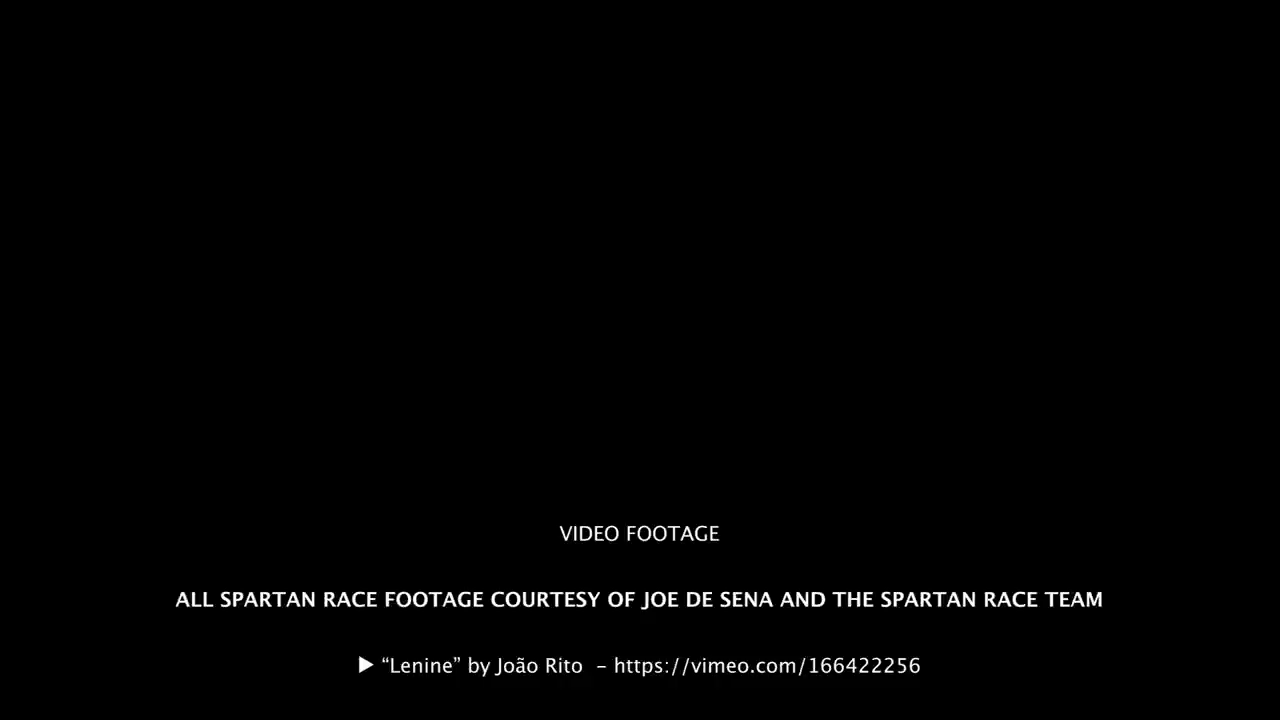 VIDEO FOOTAGE
ALL SPARTAN RACE FOOTAGE COURTESY OF JOE DE SENA AND THE SPARTAN RACE TEAM
▶ “Lenine” by João Rito – https://vimeo.com/166422256